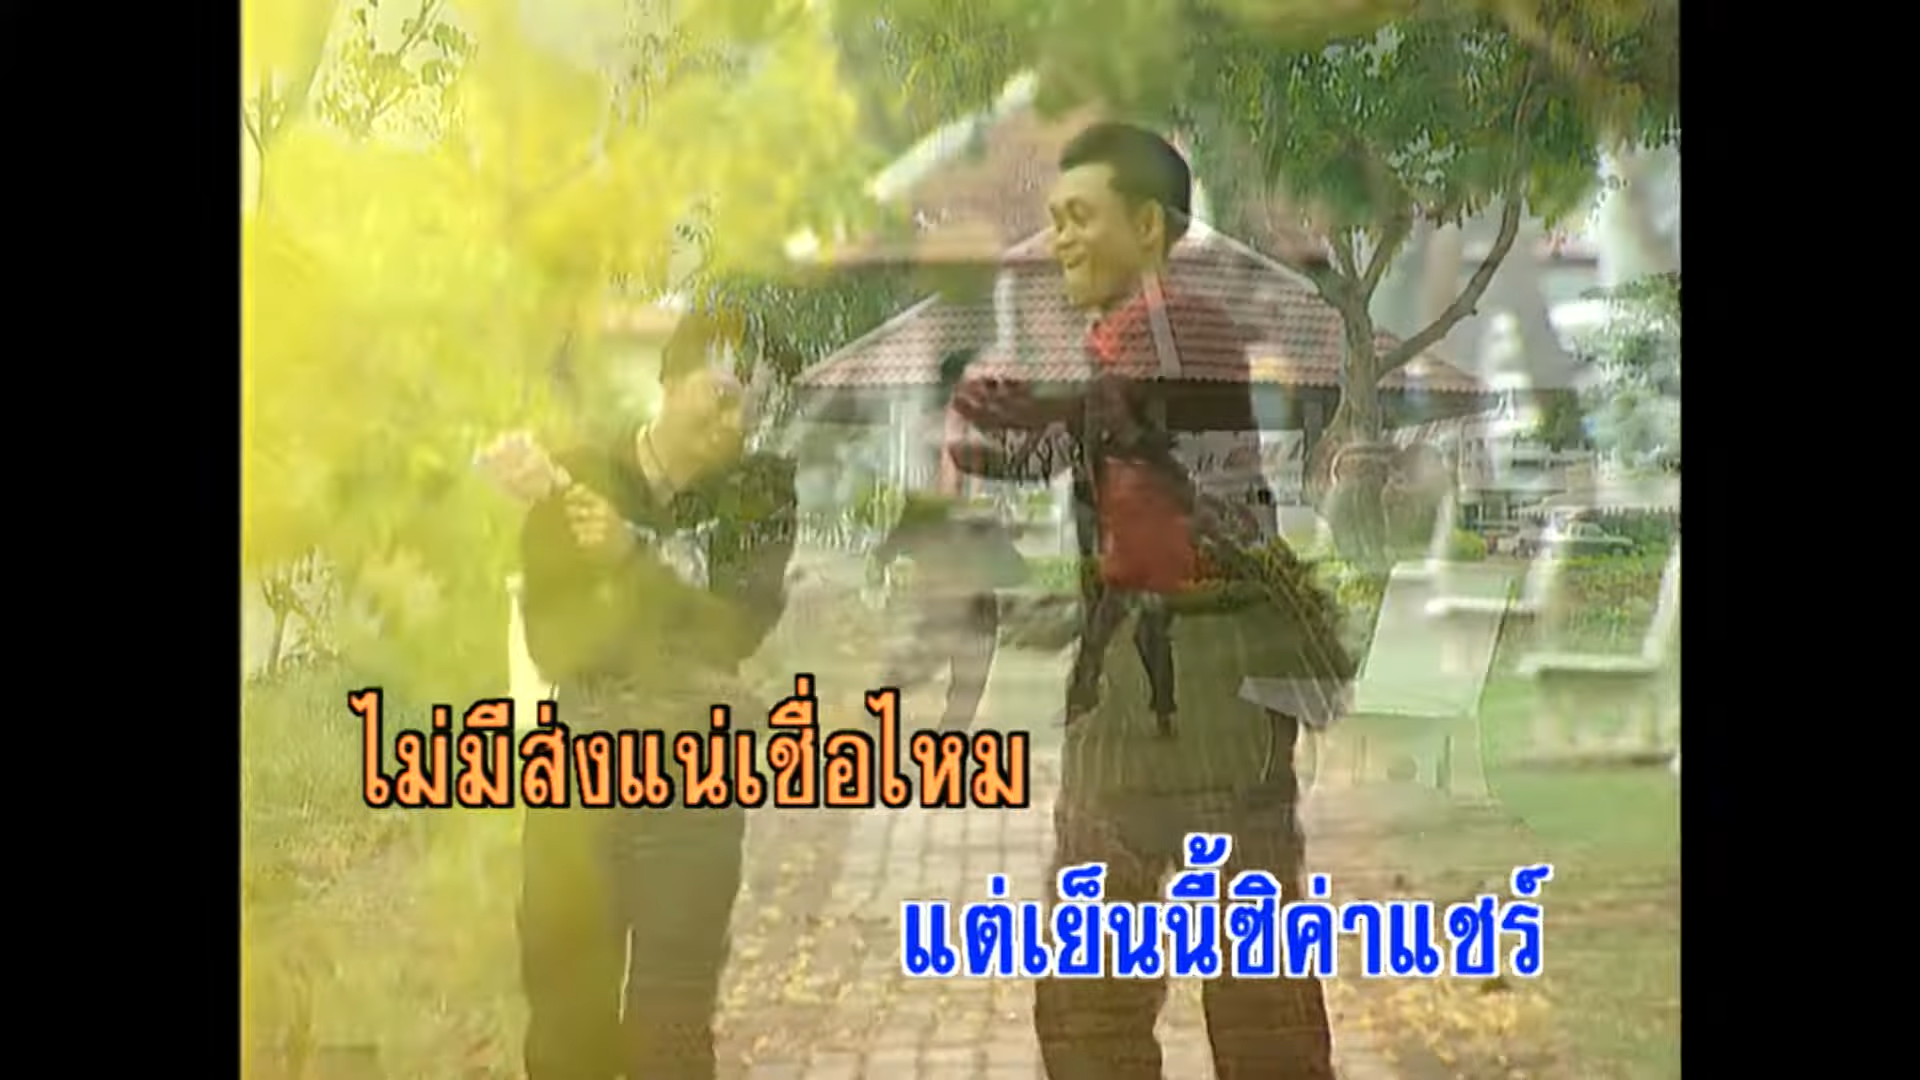 ไม่มีส่งแน่เชื่อไหม
แต่เย็นนี้ซิค่าแชร์